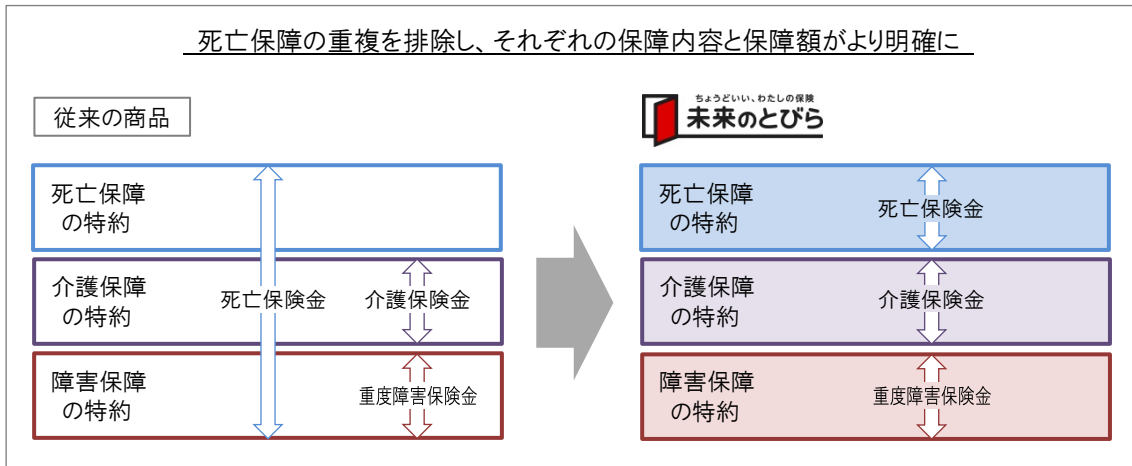 死亡保障の重複を排除し、それぞれの保障内容と保障額がより明確に
従来の商品
死亡保障
の特約
介護保障
の特約
障害保障
の特約
死亡保険金
介護保険金
重度障害保険金
ちょうどいい、わたしの保険
未来のとびら
死亡保障
の特約
死亡保険金
介護保障
の特約
介護保険金
障害保障
の特約
重度障害保険金